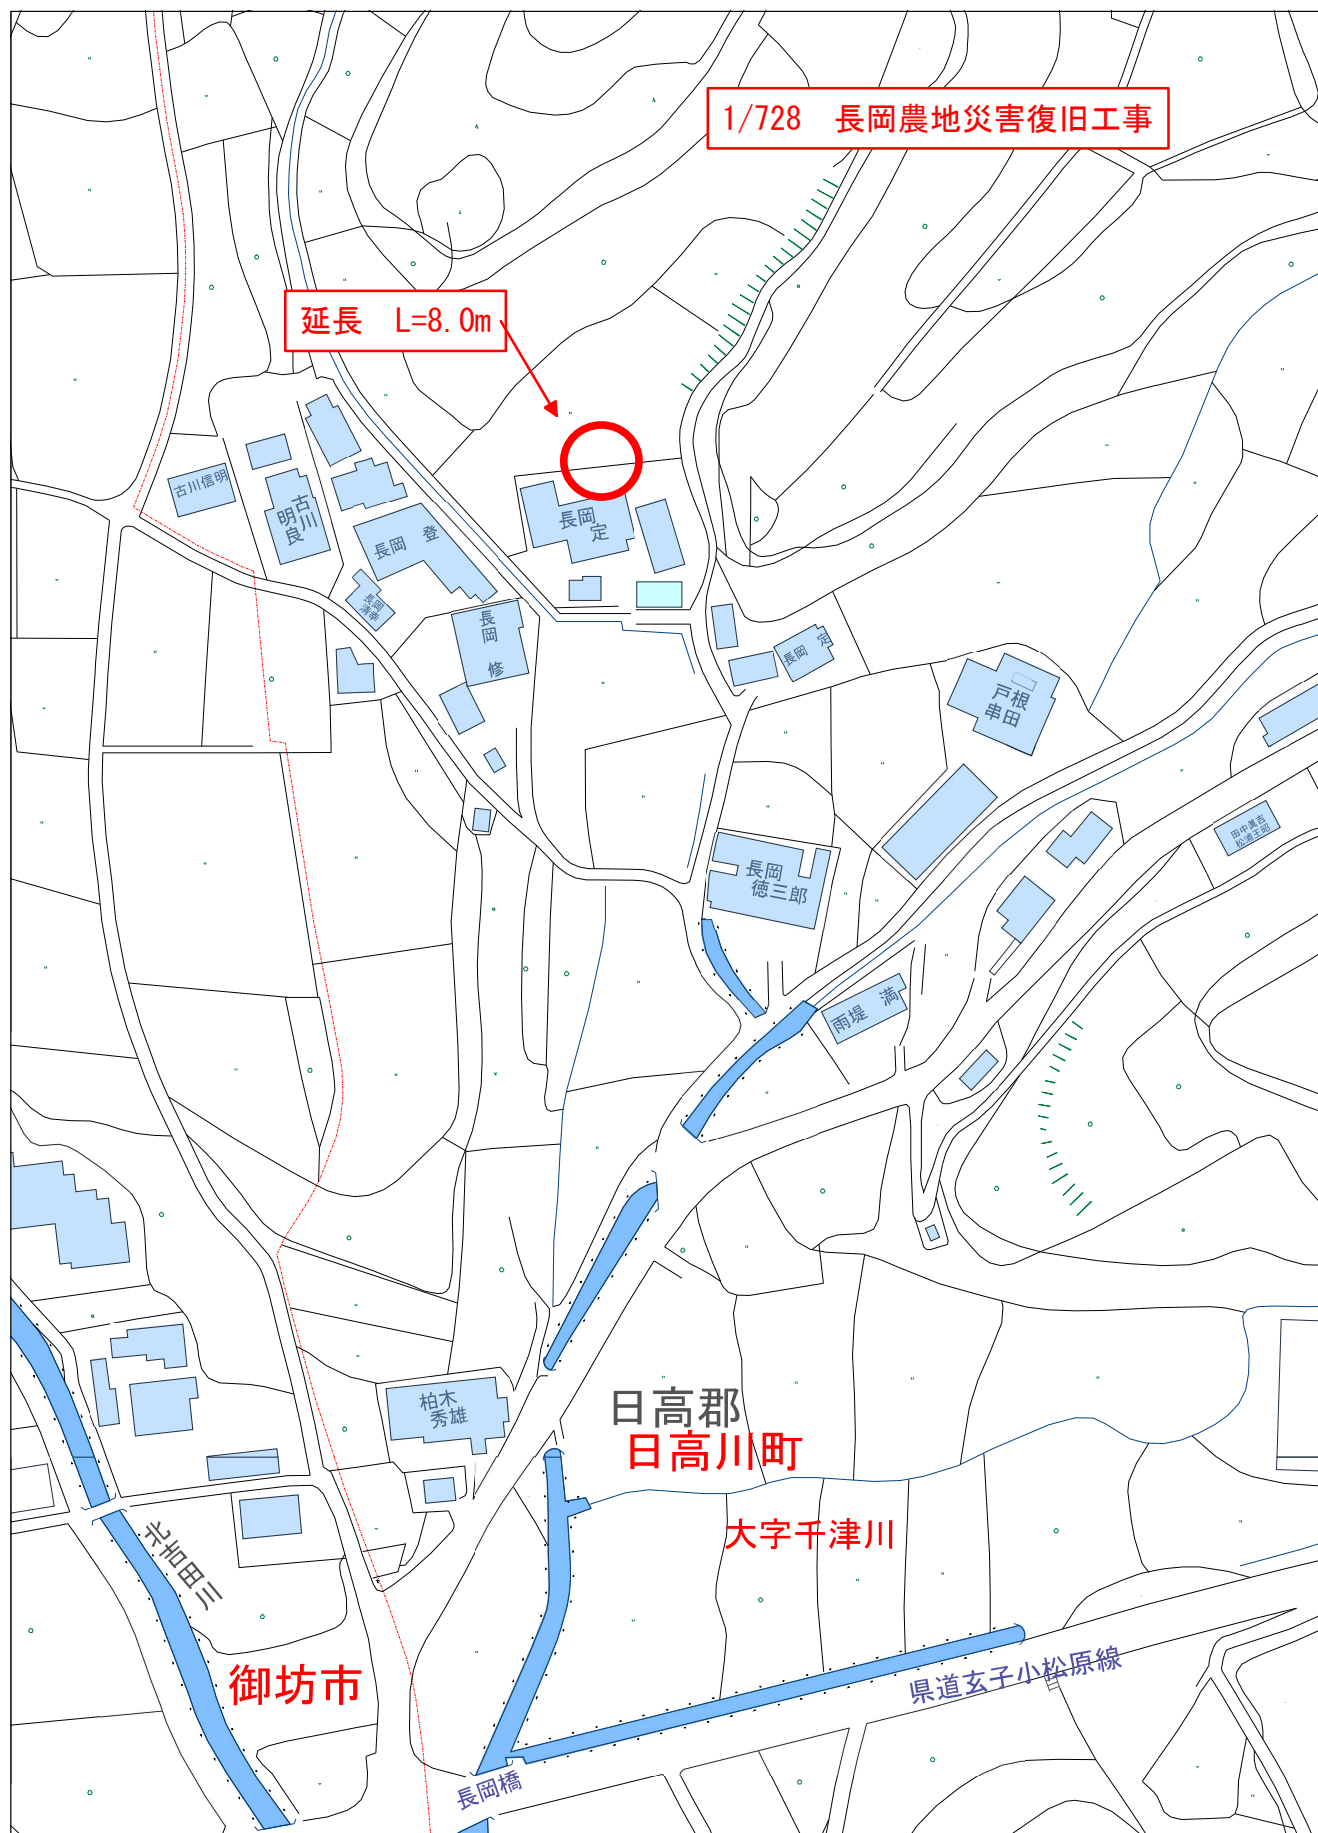 1/728　長岡農地災害復旧工事
延長　L=8.0m
古川信明
古川
明良
長岡　登
長岡
定
長岡
修
長岡　定
戸根
串田
長岡
徳三郎
田中眞吉
雨堤　満
柏木
秀雄
日高郡
日高川町
大字千津川
北吉田川
御坊市
県道玄子小松原線
長岡橋